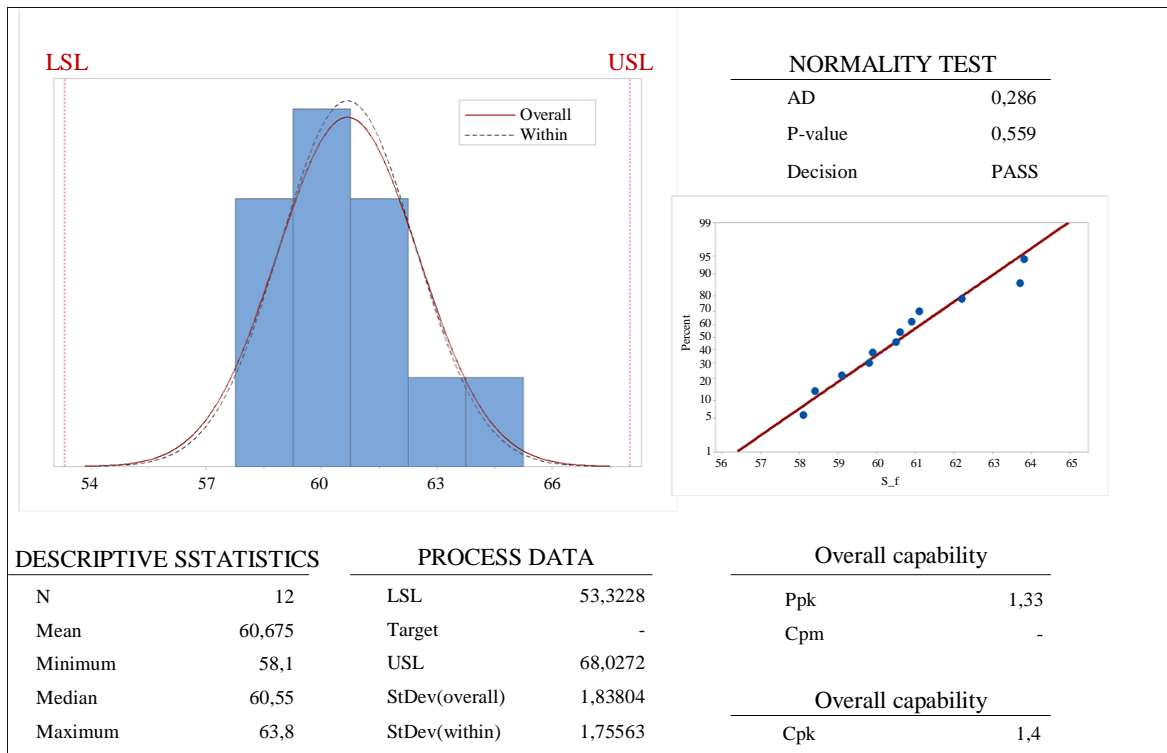 LSL
USL
Overall
Within
54 57 60 63 66
NORMALITY TEST
AD 0,286
P-value 0,559
Decision PASS
99
95
90
80
70
60
50
40
30
20
10
5
1
Percent
56 57 58 59 60 61 62 63 64 65
S_f
DESCRIPTIVE SSTATISTICS
N 12
Mean 60,675
Minimum 58,1
Median 60,55
Maximum 63,8
PROCESS DATA
LSL 53,3228
Target -
USL 68,0272
StDev(overall) 1,83804
StDev(within) 1,75563
Overall capability
Ppk 1,33
Cpm -
Overall capability
Cpk 1,4